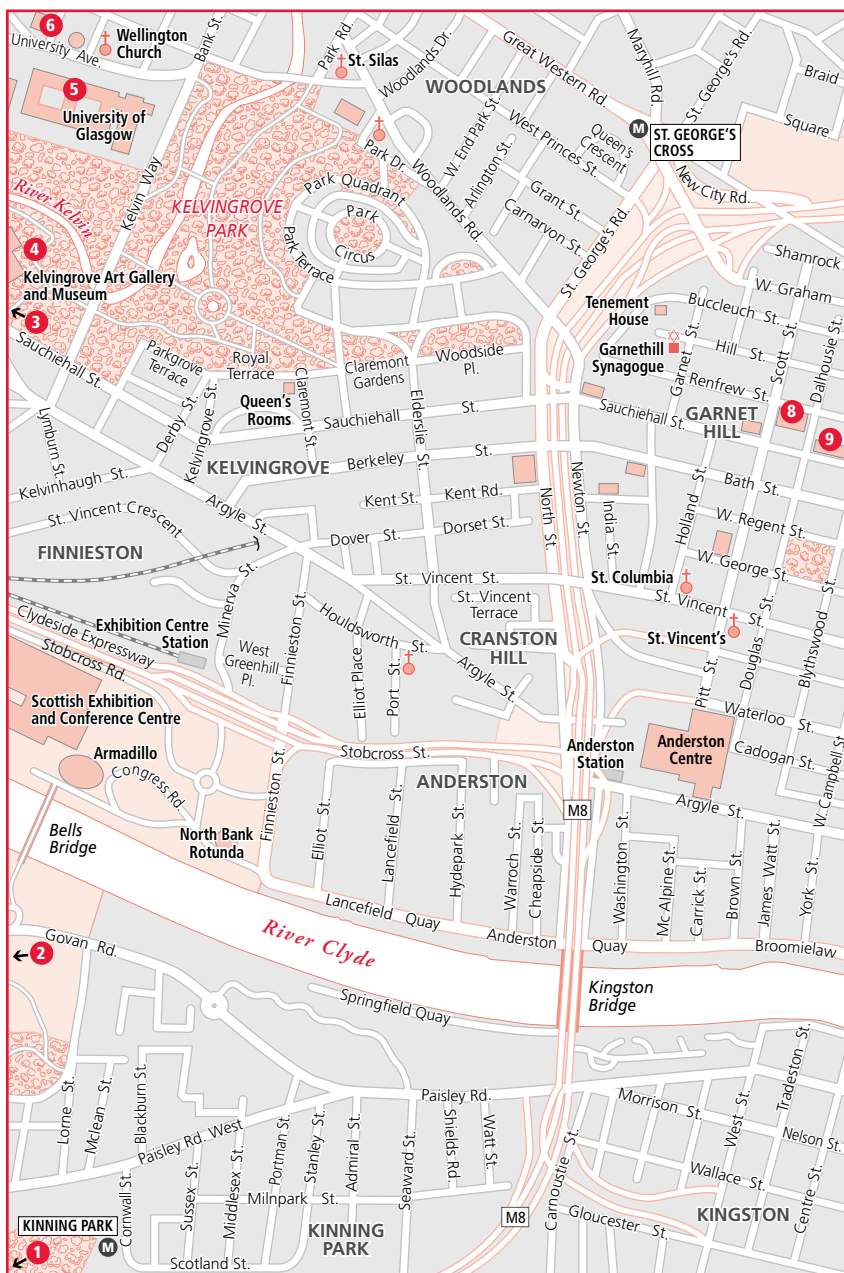 6
University Ave.
Wellington
Church
Bank St.
Park Rd.
St. Silas
Woodlands Dr.
WOODLANDS
Great Western Rd.
Maryhill Rd.
St. George's Rd.
Braid
Square
5
University of
Glasgow
M
ST. GEORGE'S
CROSS
Queen's
Crescent
West Princes St.
W. End Park St.
Arlington St.
Park Dr.
Woodlands Rd.
Grant St.
Carnarvon St.
New City Rd.
St. George's Rd.
Kelvin Way
River Kelvin
KELVINGROVE
PARK
Park Quadrant
Park
Circus
Park Terrace
4
Kelvingrove Art Gallery
and Museum
3
Shamrock
W. Graham
Buccleuch St.
Tenement
House
Garnethill
Synagogue
Hill St.
Garnet St.
Scott St.
Dalhousie St.
Renfrew St.
Sauchiehall St.
Parkgrove
Terrace
Royal
Terrace
Claremont
Gardens
Woodside
Pl.
Queen's
Rooms
Claremont St.
Elderslie St.
Sauchiehall St.
Sauchiehall St.
GARNET
HILL
8
9
Lymburn St.
Derby St.
Kelvingrove St.
KELVINGROVE
Berkeley St.
Bath St.
Kelvinhaugh St.
Argyle St.
Kent St.
Kent Rd.
North St.
Newton St.
India St.
Holland St.
W. Regent St.
St. Vincent Crescent
Dover St.
Dorset St.
FINNIESTON
W. George St.
St. Columbia
St. Vincent St.
St. Vincent St.
St. Vincent
Terrace
Minerva St.
Exhibition Centre
Station
Houldsworth St.
CRANSTON
HILL
St. Vincent's
Douglas St.
Blythswood St.
Pitt St.
Clydeside Expressway
Stobcross Rd.
West
Greenhill
Pl.
Finnieston St.
Elliot Place
Port St.
Argyle St.
Scottish Exhibition
and Conference Centre
Waterloo St.
Cadogan St.
W. Campbell St.
Armadillo
Congress Rd.
Stobcross St.
Anderston
Station
Anderston
Centre
ANDERSTON
Argyle St.
Finnieston St.
M8
Bells
Bridge
North Bank
Rotunda
Elliot St.
Lancefield St.
Hydepark St.
Warroch St.
Cheapside St.
Washington St.
Mc Alpine St.
Carrick St.
Brown St.
James Watt St.
York St.
Lancefield Quay
Anderston Quay
Broomielaw
River Clyde
2
Govan Rd.
Kingston
Bridge
Springfield Quay
Lorne St.
Mclean St.
Blackburn St.
Paisley Rd. West
Paisley Rd.
Morrison St.
West St.
Tradeston St.
Nelson St.
Cornwall St.
Sussex St.
Middlesex St.
Portman St.
Stanley St.
Admiral St.
Seaward St.
Shields Rd.
Watt St.
Milnpark St.
Carnoustie St.
Wallace St.
Centre St.
KINNING PARK
M
1
Scotland St.
KINNING
PARK
M8
Gloucester St.
KINGSTON